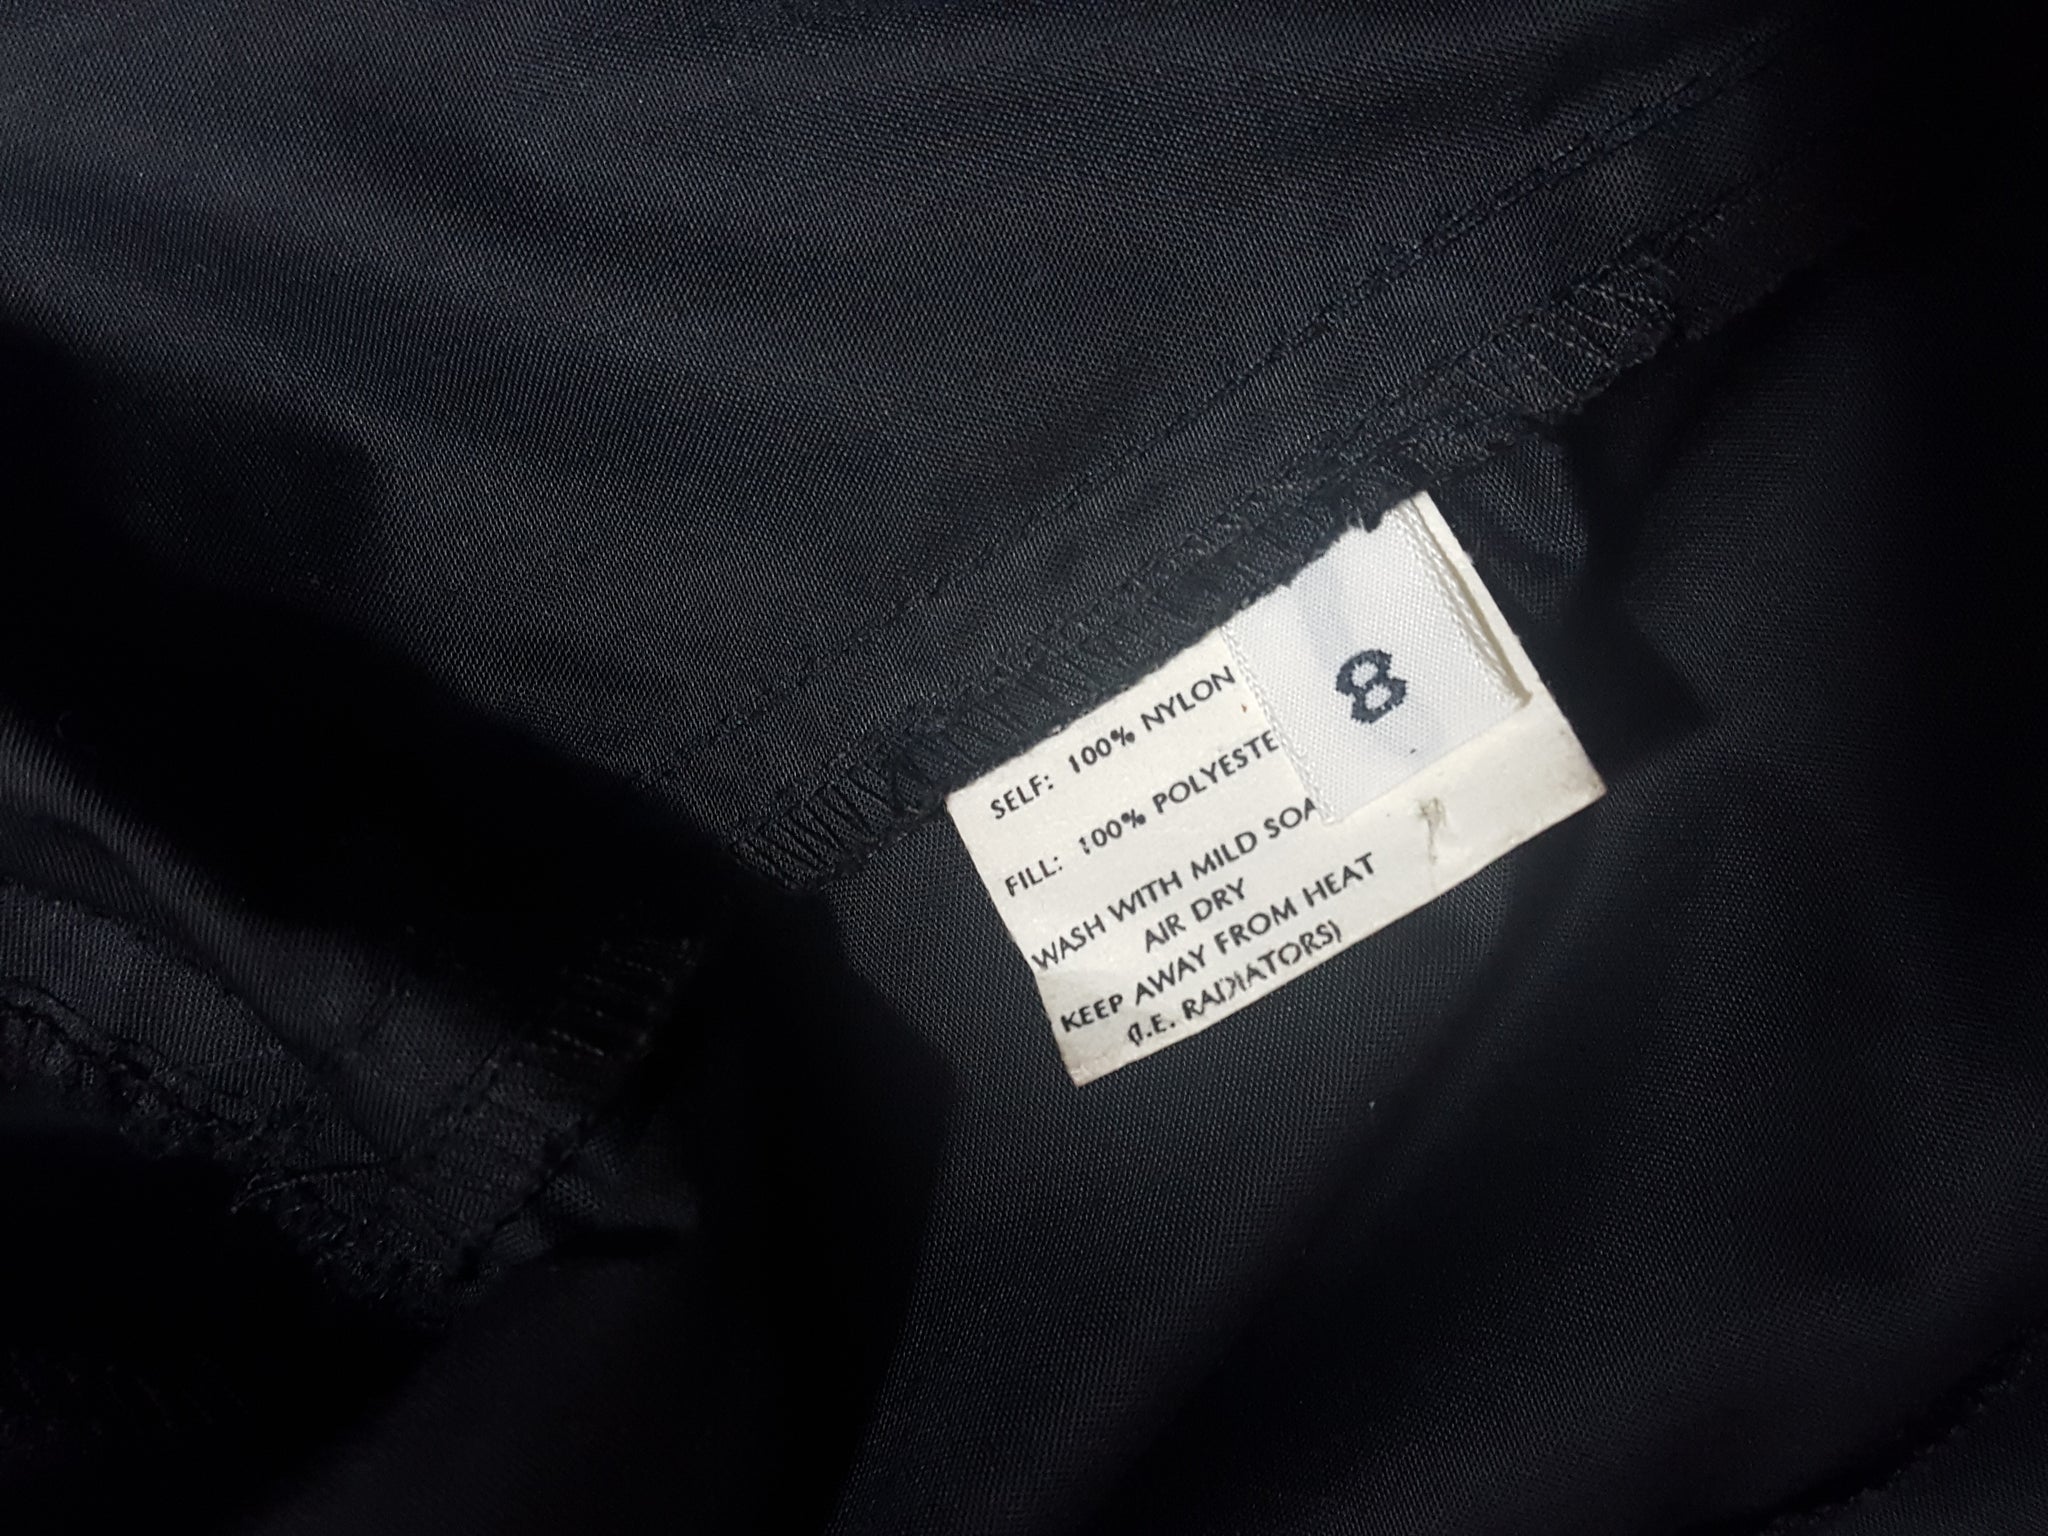 SELF: 100% NYLON
FILL: 100% POLYESTE
WASH WITH MILD SOA
AIR DRY
KEEP AWAY FROM HEAT
(I.E. RADIATORS)
8